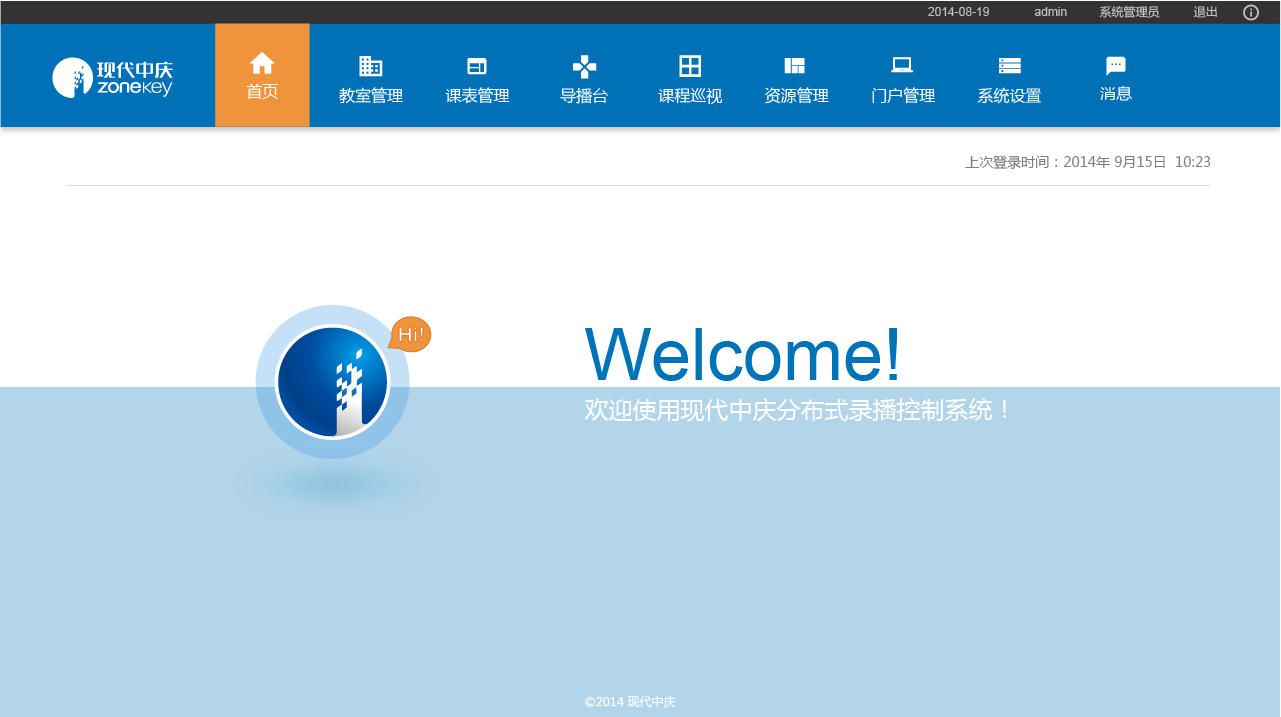 2014-08-19 admin 系统管理员 退出
现代中庆
zonekey
首页 教室管理 课表管理 导播台 课程巡视 资源管理 门户管理 系统设置 消息
上次登录时间：2014年 9月15日 10:23
Hi!
Welcome!
欢迎使用现代中庆分布式录播控制系统！
©2014 现代中庆